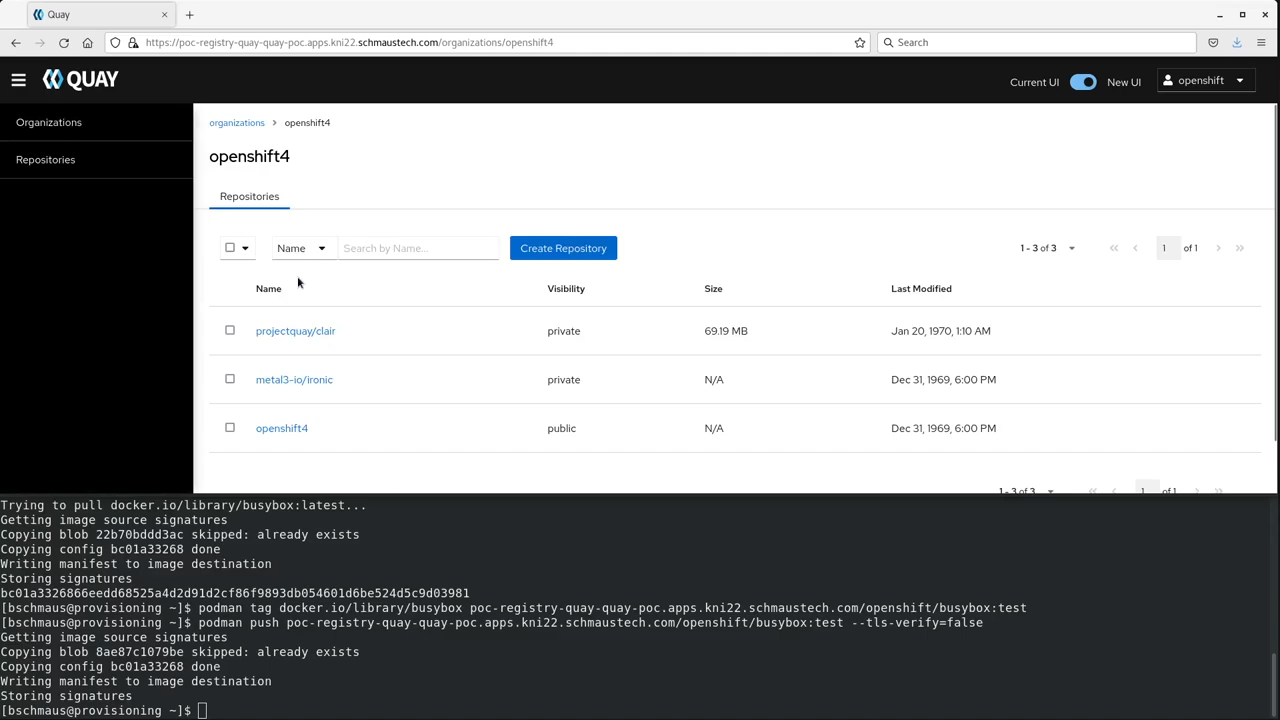 Quay
https://poc-registry-quay-quay-poc.apps.kni22.schmaustech.com/organizations/openshift4
Search
QUAY
Current UI
New UI
openshift
Organizations
Repositories
organizations > openshift4
openshift4
Repositories
Name
Search by Name...
Create Repository
1 - 3 of 3
1 of 1
Name Visibility Size Last Modified
projectquay/clair private 69.19 MB Jan 20, 1970, 1:10 AM
metal3-io/ironic private N/A Dec 31, 1969, 6:00 PM
openshift4 public N/A Dec 31, 1969, 6:00 PM
1 - 3 of 3
1 of 1
Trying to pull docker.io/library/busybox:latest...
Getting image source signatures
Copying blob 22b70bddd3ac skipped: already exists
Copying config bc01a33268 done
Writing manifest to image destination
Storing signatures
bc01a3326866eedd68525a4d2d91d2cf86f9893db054601d6be524d5c9d03981
[bschmaus@provisioning ~]$ podman tag docker.io/library/busybox poc-registry-quay-quay-poc.apps.kni22.schmaustech.com/openshift/busybox:test
[bschmaus@provisioning ~]$ podman push poc-registry-quay-quay-poc.apps.kni22.schmaustech.com/openshift/busybox:test --tls-verify=false
Getting image source signatures
Copying blob 8ae87c1079be skipped: already exists
Copying config bc01a33268 done
Writing manifest to image destination
Storing signatures
[bschmaus@provisioning ~]$